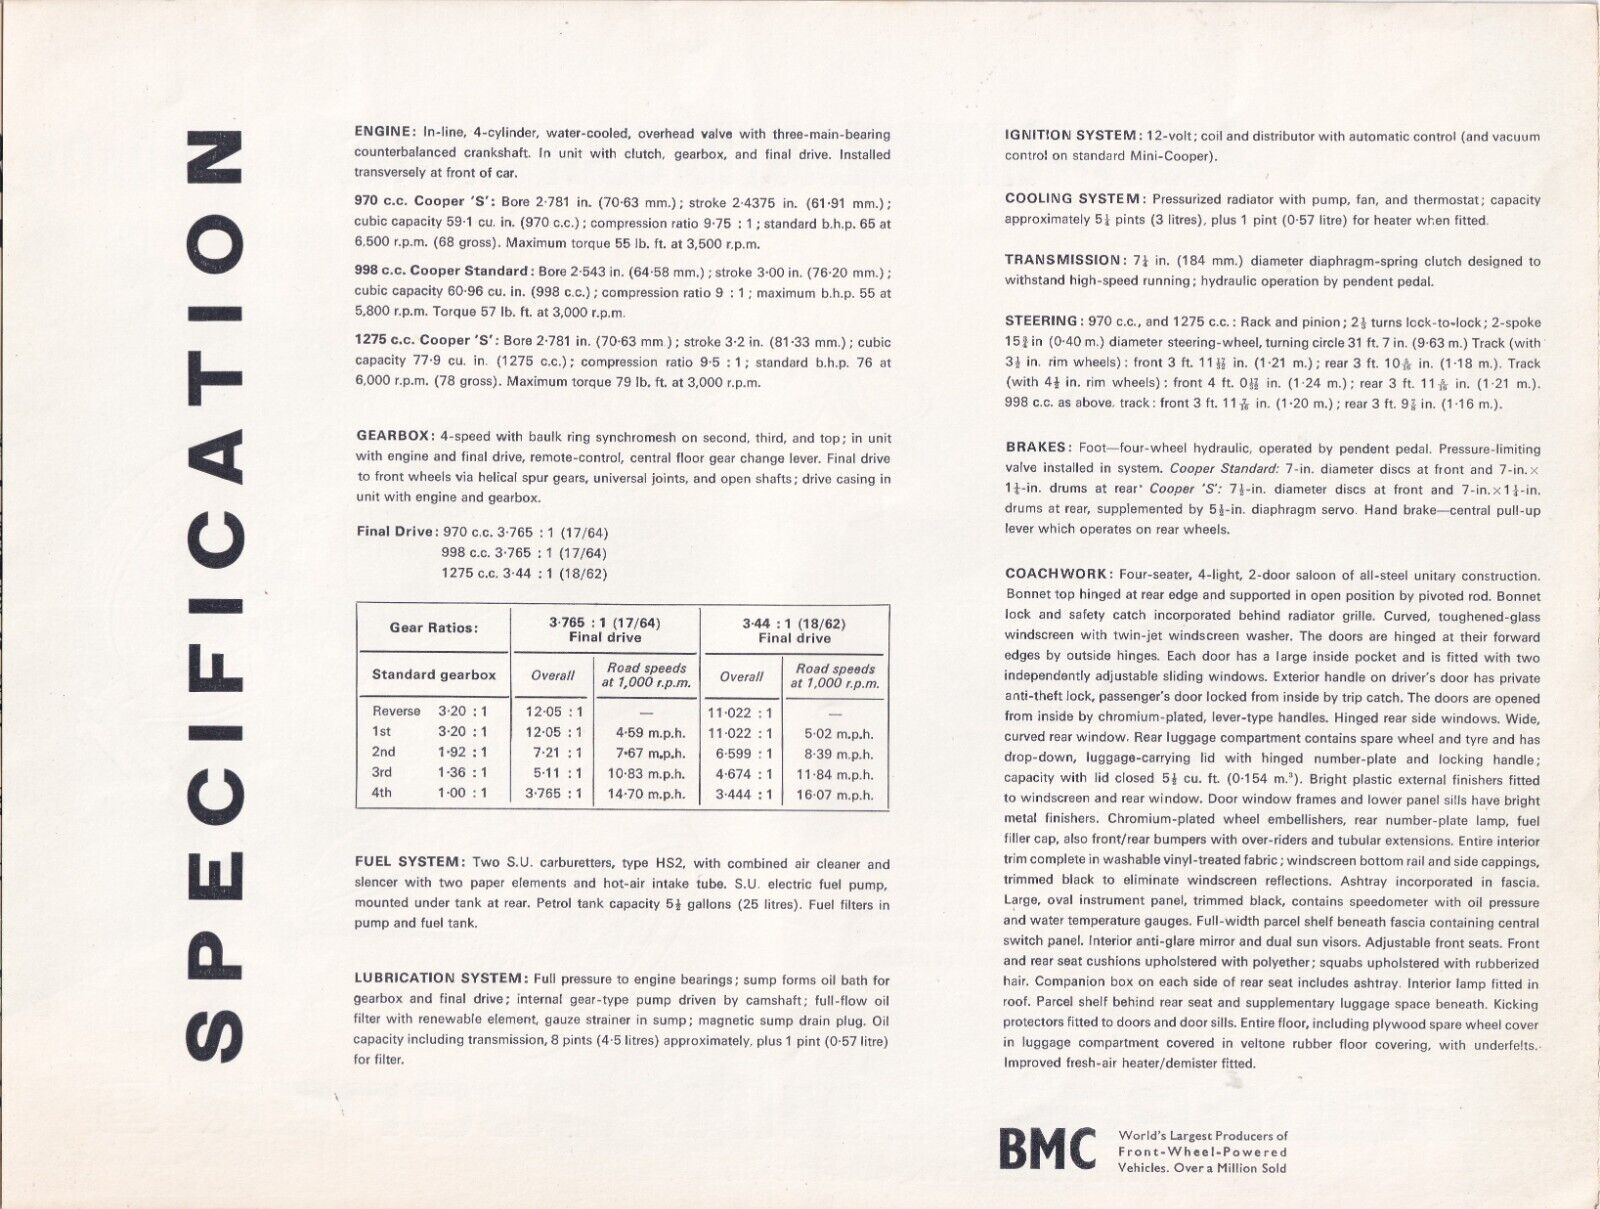 SPECIFICATION
ENGINE: In-line, 4-cylinder, water-cooled, overhead valve with three-main-bearing
counterbalanced crankshaft. In unit with clutch, gearbox, and final drive. Installed
transversely at front of car.
970 c.c. Cooper 'S': Bore 2·781 in. (70·63 mm.); stroke 2·4375 in. (61·91 mm.);
cubic capacity 59·1 cu. in. (970 c.c.); compression ratio 9·75 : 1; standard b.h.p. 65 at
6,500 r.p.m. (68 gross). Maximum torque 55 lb. ft. at 3,500 r.p.m.
998 c.c. Cooper Standard: Bore 2·543 in. (64·58 mm.); stroke 3·00 in. (76·20 mm.);
cubic capacity 60·96 cu. in. (998 c.c.); compression ratio 9 : 1; maximum b.h.p. 55 at
5,800 r.p.m. Torque 57 lb. ft. at 3,000 r.p.m.
1275 c.c. Cooper 'S': Bore 2·781 in. (70·63 mm.); stroke 3·2 in. (81·33 mm.); cubic
capacity 77·9 cu. in. (1275 c.c.); compression ratio 9·5 : 1; standard b.h.p. 76 at
6,000 r.p.m. (78 gross). Maximum torque 79 lb. ft. at 3,000 r.p.m.
GEARBOX: 4-speed with baulk ring synchromesh on second, third, and top; in unit
with engine and final drive, remote-control, central floor gear change lever. Final drive
to front wheels via helical spur gears, universal joints, and open shafts; drive casing in
unit with engine and gearbox.
Final Drive: 970 c.c. 3·765 : 1 (17/64)
998 c.c. 3·765 : 1 (17/64)
1275 c.c. 3·44 : 1 (18/62)
Gear Ratios: 3·765 : 1 (17/64) Final drive 3·44 : 1 (18/62) Final drive
Standard gearbox Overall Road speeds at 1,000 r.p.m. Overall Road speeds at 1,000 r.p.m.
Reverse 3·20 : 1 12·05 : 1 — 11·022 : 1 —
1st 3·20 : 1 12·05 : 1 4·59 m.p.h. 11·022 : 1 5·02 m.p.h.
2nd 1·92 : 1 7·21 : 1 7·67 m.p.h. 6·599 : 1 8·39 m.p.h.
3rd 1·36 : 1 5·11 : 1 10·83 m.p.h. 4·674 : 1 11·84 m.p.h.
4th 1·00 : 1 3·765 : 1 14·70 m.p.h. 3·444 : 1 16·07 m.p.h.
FUEL SYSTEM: Two S.U. carburetters, type HS2, with combined air cleaner and
slencer with two paper elements and hot-air intake tube. S.U. electric fuel pump,
mounted under tank at rear. Petrol tank capacity 5½ gallons (25 litres). Fuel filters in
pump and fuel tank.
LUBRICATION SYSTEM: Full pressure to engine bearings; sump forms oil bath for
gearbox and final drive; internal gear-type pump driven by camshaft; full-flow oil
filter with renewable element, gauze strainer in sump; magnetic sump drain plug. Oil
capacity including transmission, 8 pints (4·5 litres) approximately, plus 1 pint (0·57 litre)
for filter.
IGNITION SYSTEM: 12-volt; coil and distributor with automatic control (and vacuum
control on standard Mini-Cooper).
COOLING SYSTEM: Pressurized radiator with pump, fan, and thermostat; capacity
approximately 5¼ pints (3 litres), plus 1 pint (0·57 litre) for heater when fitted.
TRANSMISSION: 7¼ in. (184 mm.) diameter diaphragm-spring clutch designed to
withstand high-speed running; hydraulic operation by pendent pedal.
STEERING: 970 c.c., and 1275 c.c.: Rack and pinion; 2⅓ turns lock-to-lock; 2-spoke
15¾ in (0·40 m.) diameter steering-wheel, turning circle 31 ft. 7 in. (9·63 m.) Track (with
3½ in. rim wheels): front 3 ft. 11 in. (1·21 m.); rear 3 ft. 10 5/16 in. (1·18 m.). Track
(with 4½ in. rim wheels): front 4 ft. 0 in. (1·24 m.); rear 3 ft. 11 5/16 in. (1·21 m.).
998 c.c. as above, track: front 3 ft. 11 7/16 in. (1·20 m.); rear 3 ft. 9⅞ in. (1·16 m.).
BRAKES: Foot—four-wheel hydraulic, operated by pendent pedal. Pressure-limiting
valve installed in system. Cooper Standard: 7-in. diameter discs at front and 7-in.×
1¼-in. drums at rear· Cooper 'S': 7½-in. diameter discs at front and 7-in.×1¼-in.
drums at rear, supplemented by 5½-in. diaphragm servo. Hand brake—central pull-up
lever which operates on rear wheels.
COACHWORK: Four-seater, 4-light, 2-door saloon of all-steel unitary construction.
Bonnet top hinged at rear edge and supported in open position by pivoted rod. Bonnet
lock and safety catch incorporated behind radiator grille. Curved, toughened-glass
windscreen with twin-jet windscreen washer. The doors are hinged at their forward
edges by outside hinges. Each door has a large inside pocket and is fitted with two
independently adjustable sliding windows. Exterior handle on driver's door has private
anti-theft lock, passenger's door locked from inside by trip catch. The doors are opened
from inside by chromium-plated, lever-type handles. Hinged rear side windows. Wide,
curved rear window. Rear luggage compartment contains spare wheel and tyre and has
drop-down, luggage-carrying lid with hinged number-plate and locking handle;
capacity with lid closed 5½ cu. ft. (0·154 m.³). Bright plastic external finishers fitted
to windscreen and rear window. Door window frames and lower panel sills have bright
metal finishers. Chromium-plated wheel embellishers, rear number-plate lamp, fuel
filler cap, also front/rear bumpers with over-riders and tubular extensions. Entire interior
trim complete in washable vinyl-treated fabric; windscreen bottom rail and side cappings,
trimmed black to eliminate windscreen reflections. Ashtray incorporated in fascia.
Large, oval instrument panel, trimmed black, contains speedometer with oil pressure
and water temperature gauges. Full-width parcel shelf beneath fascia containing central
switch panel. Interior anti-glare mirror and dual sun visors. Adjustable front seats. Front
and rear seat cushions upholstered with polyether; squabs upholstered with rubberized
hair. Companion box on each side of rear seat includes ashtray. Interior lamp fitted in
roof. Parcel shelf behind rear seat and supplementary luggage space beneath. Kicking
protectors fitted to doors and door sills. Entire floor, including plywood spare wheel cover
in luggage compartment covered in veltone rubber floor covering, with underfelts.
Improved fresh-air heater/demister fitted.
BMC
World's Largest Producers of
Front-Wheel-Powered
Vehicles. Over a Million Sold